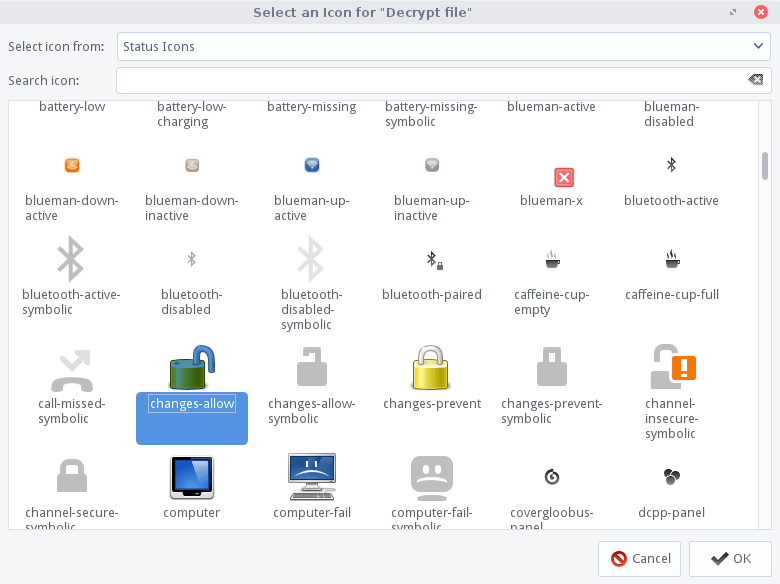 Select an Icon for "Decrypt file"
Select icon from:
Status Icons
Search icon:
battery-low
battery-low-
charging
battery-missing
battery-missing-
symbolic
blueman-active
blueman-
disabled
blueman-down-
active
blueman-down-
inactive
blueman-up-
active
blueman-up-
inactive
blueman-x
bluetooth-active
bluetooth-active-
symbolic
bluetooth-
disabled
bluetooth-
disabled-
symbolic
bluetooth-paired
caffeine-cup-
empty
caffeine-cup-full
call-missed-
symbolic
changes-allow
changes-allow-
symbolic
changes-prevent
changes-prevent-
symbolic
channel-
insecure-
symbolic
channel-secure-
symbolic
computer
computer-fail
computer-fail-
symbolic
covergloobus-
panel
dcpp-panel
Cancel
OK